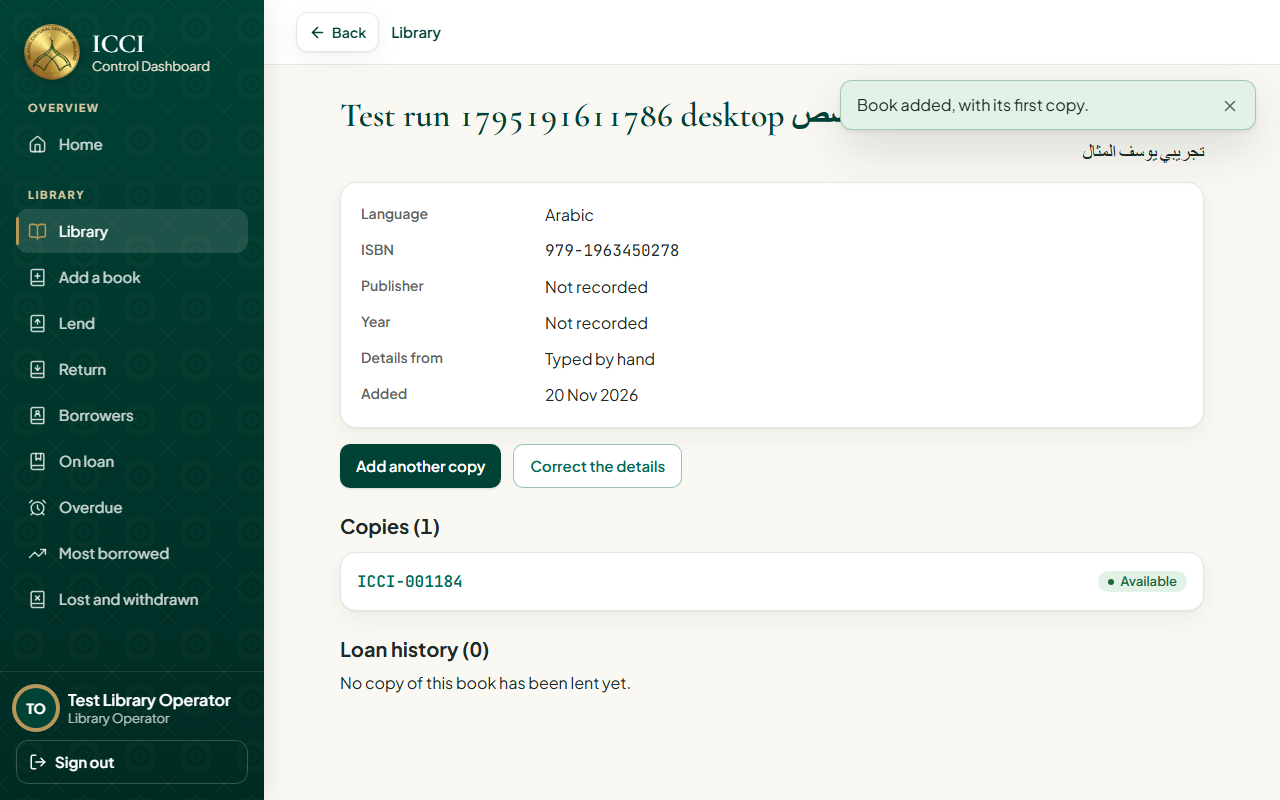 ICCI
Control Dashboard
OVERVIEW
Home
LIBRARY
Library
Add a book
Lend
Return
Borrowers
On loan
Overdue
Most borrowed
Lost and withdrawn
TO
Test Library Operator
Library Operator
Sign out
Back
Library
Book added, with its first copy.
Test run 1795191611786 desktop
تجريبي يوسف المثال
Language
Arabic
ISBN
979-1963450278
Publisher
Not recorded
Year
Not recorded
Details from
Typed by hand
Added
20 Nov 2026
Add another copy
Correct the details
Copies (1)
ICCI-001184
Available
Loan history (0)
No copy of this book has been lent yet.